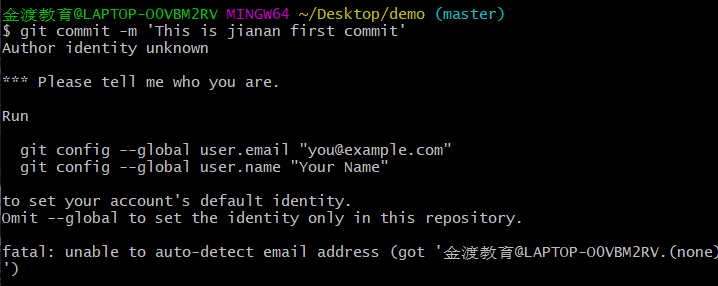 金渡教育@LAPTOP-OOVBM2RV MINGW64 ~/Desktop/demo (master)
$ git commit -m 'This is jianan first commit'
Author identity unknown
*** Please tell me who you are.
Run
git config --global user.email "you@example.com"
git config --global user.name "Your Name"
to set your account's default identity.
Omit --global to set the identity only in this repository.
fatal: unable to auto-detect email address (got '金渡教育@LAPTOP-OOVBM2RV.(none)
')